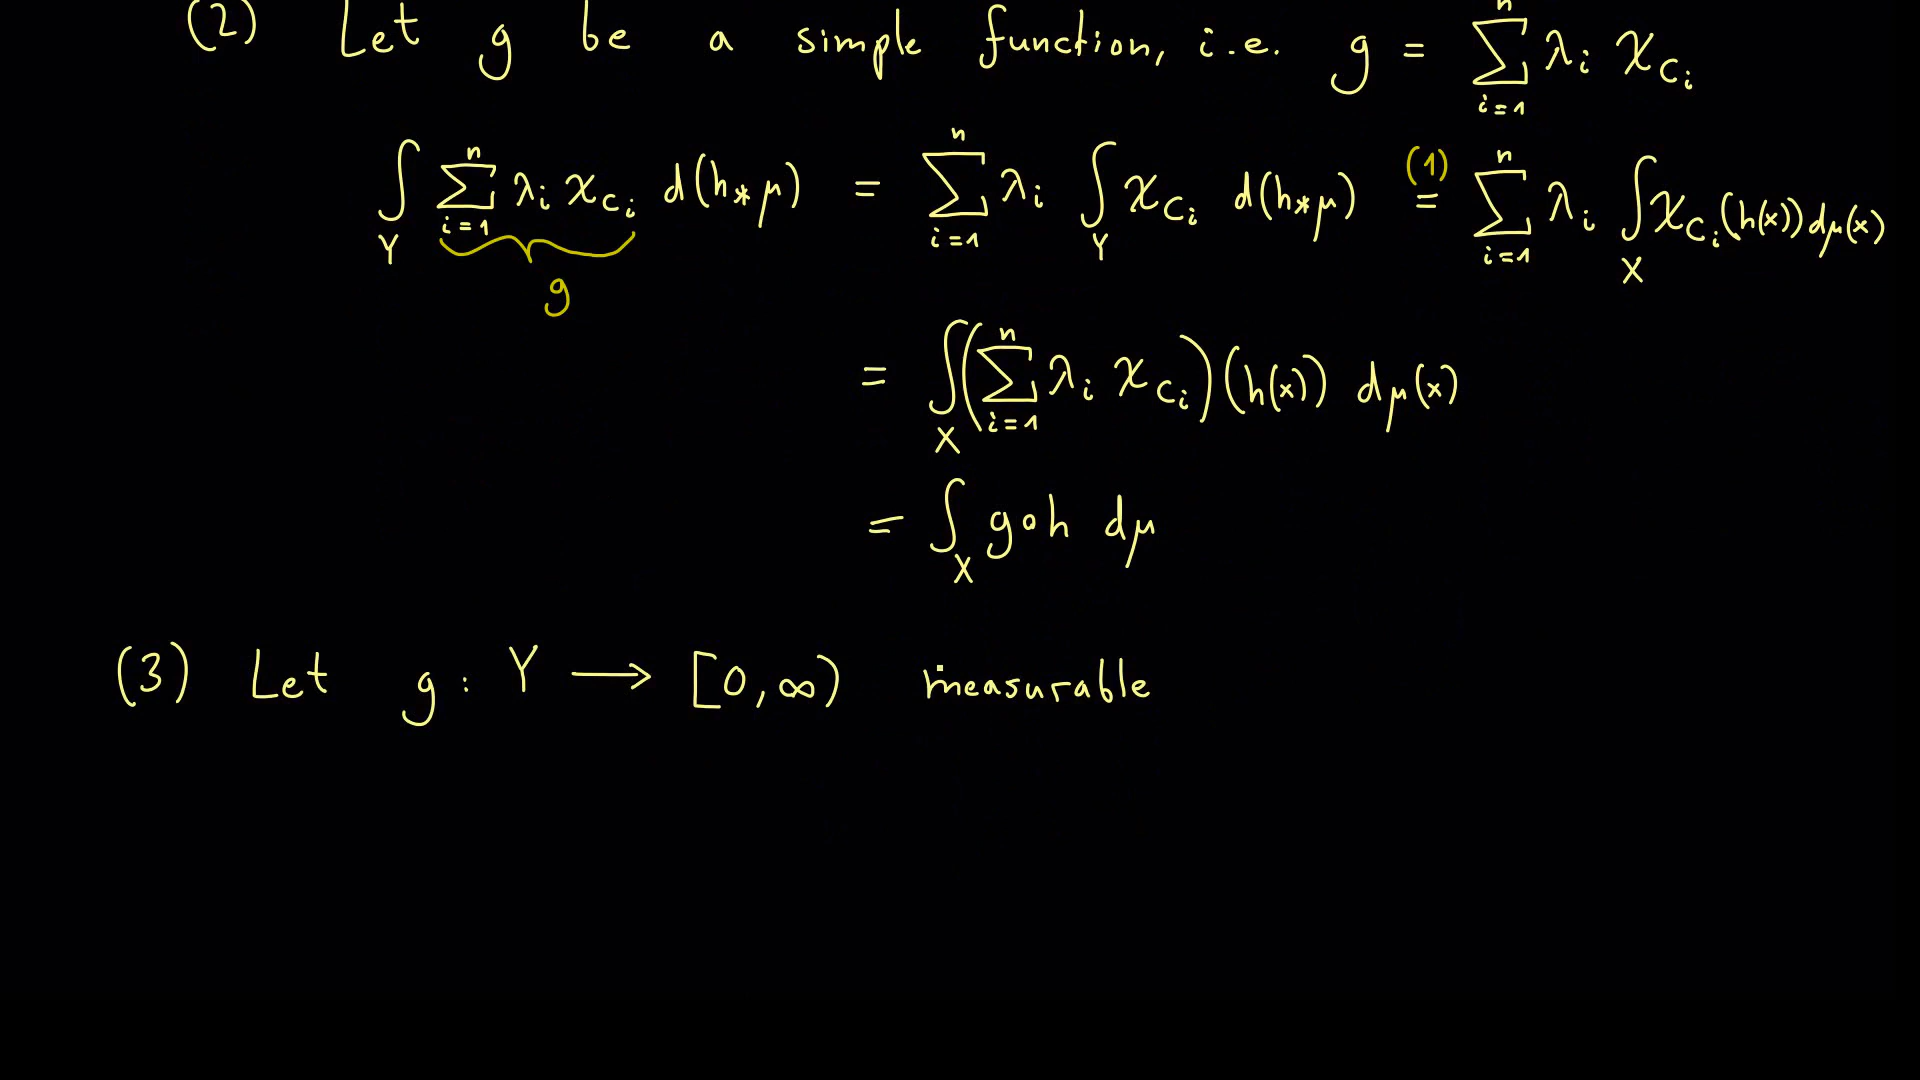 (2) Let g be a simple function, i.e. g = ∑_{i=1}^{n} λ_i χ_{C_i}
∫_Y ∑_{i=1}^{n} λ_i χ_{C_i} d(h_*μ) = ∑_{i=1}^{n} λ_i ∫_Y χ_{C_i} d(h_*μ) =^{(1)} ∑_{i=1}^{n} λ_i ∫_X χ_{C_i}(h(x)) dμ(x)
g
= ∫_X (∑_{i=1}^{n} λ_i χ_{C_i})(h(x)) dμ(x)
= ∫_X g∘h dμ
(3) Let g : Y ⟶ [0,∞) measurable